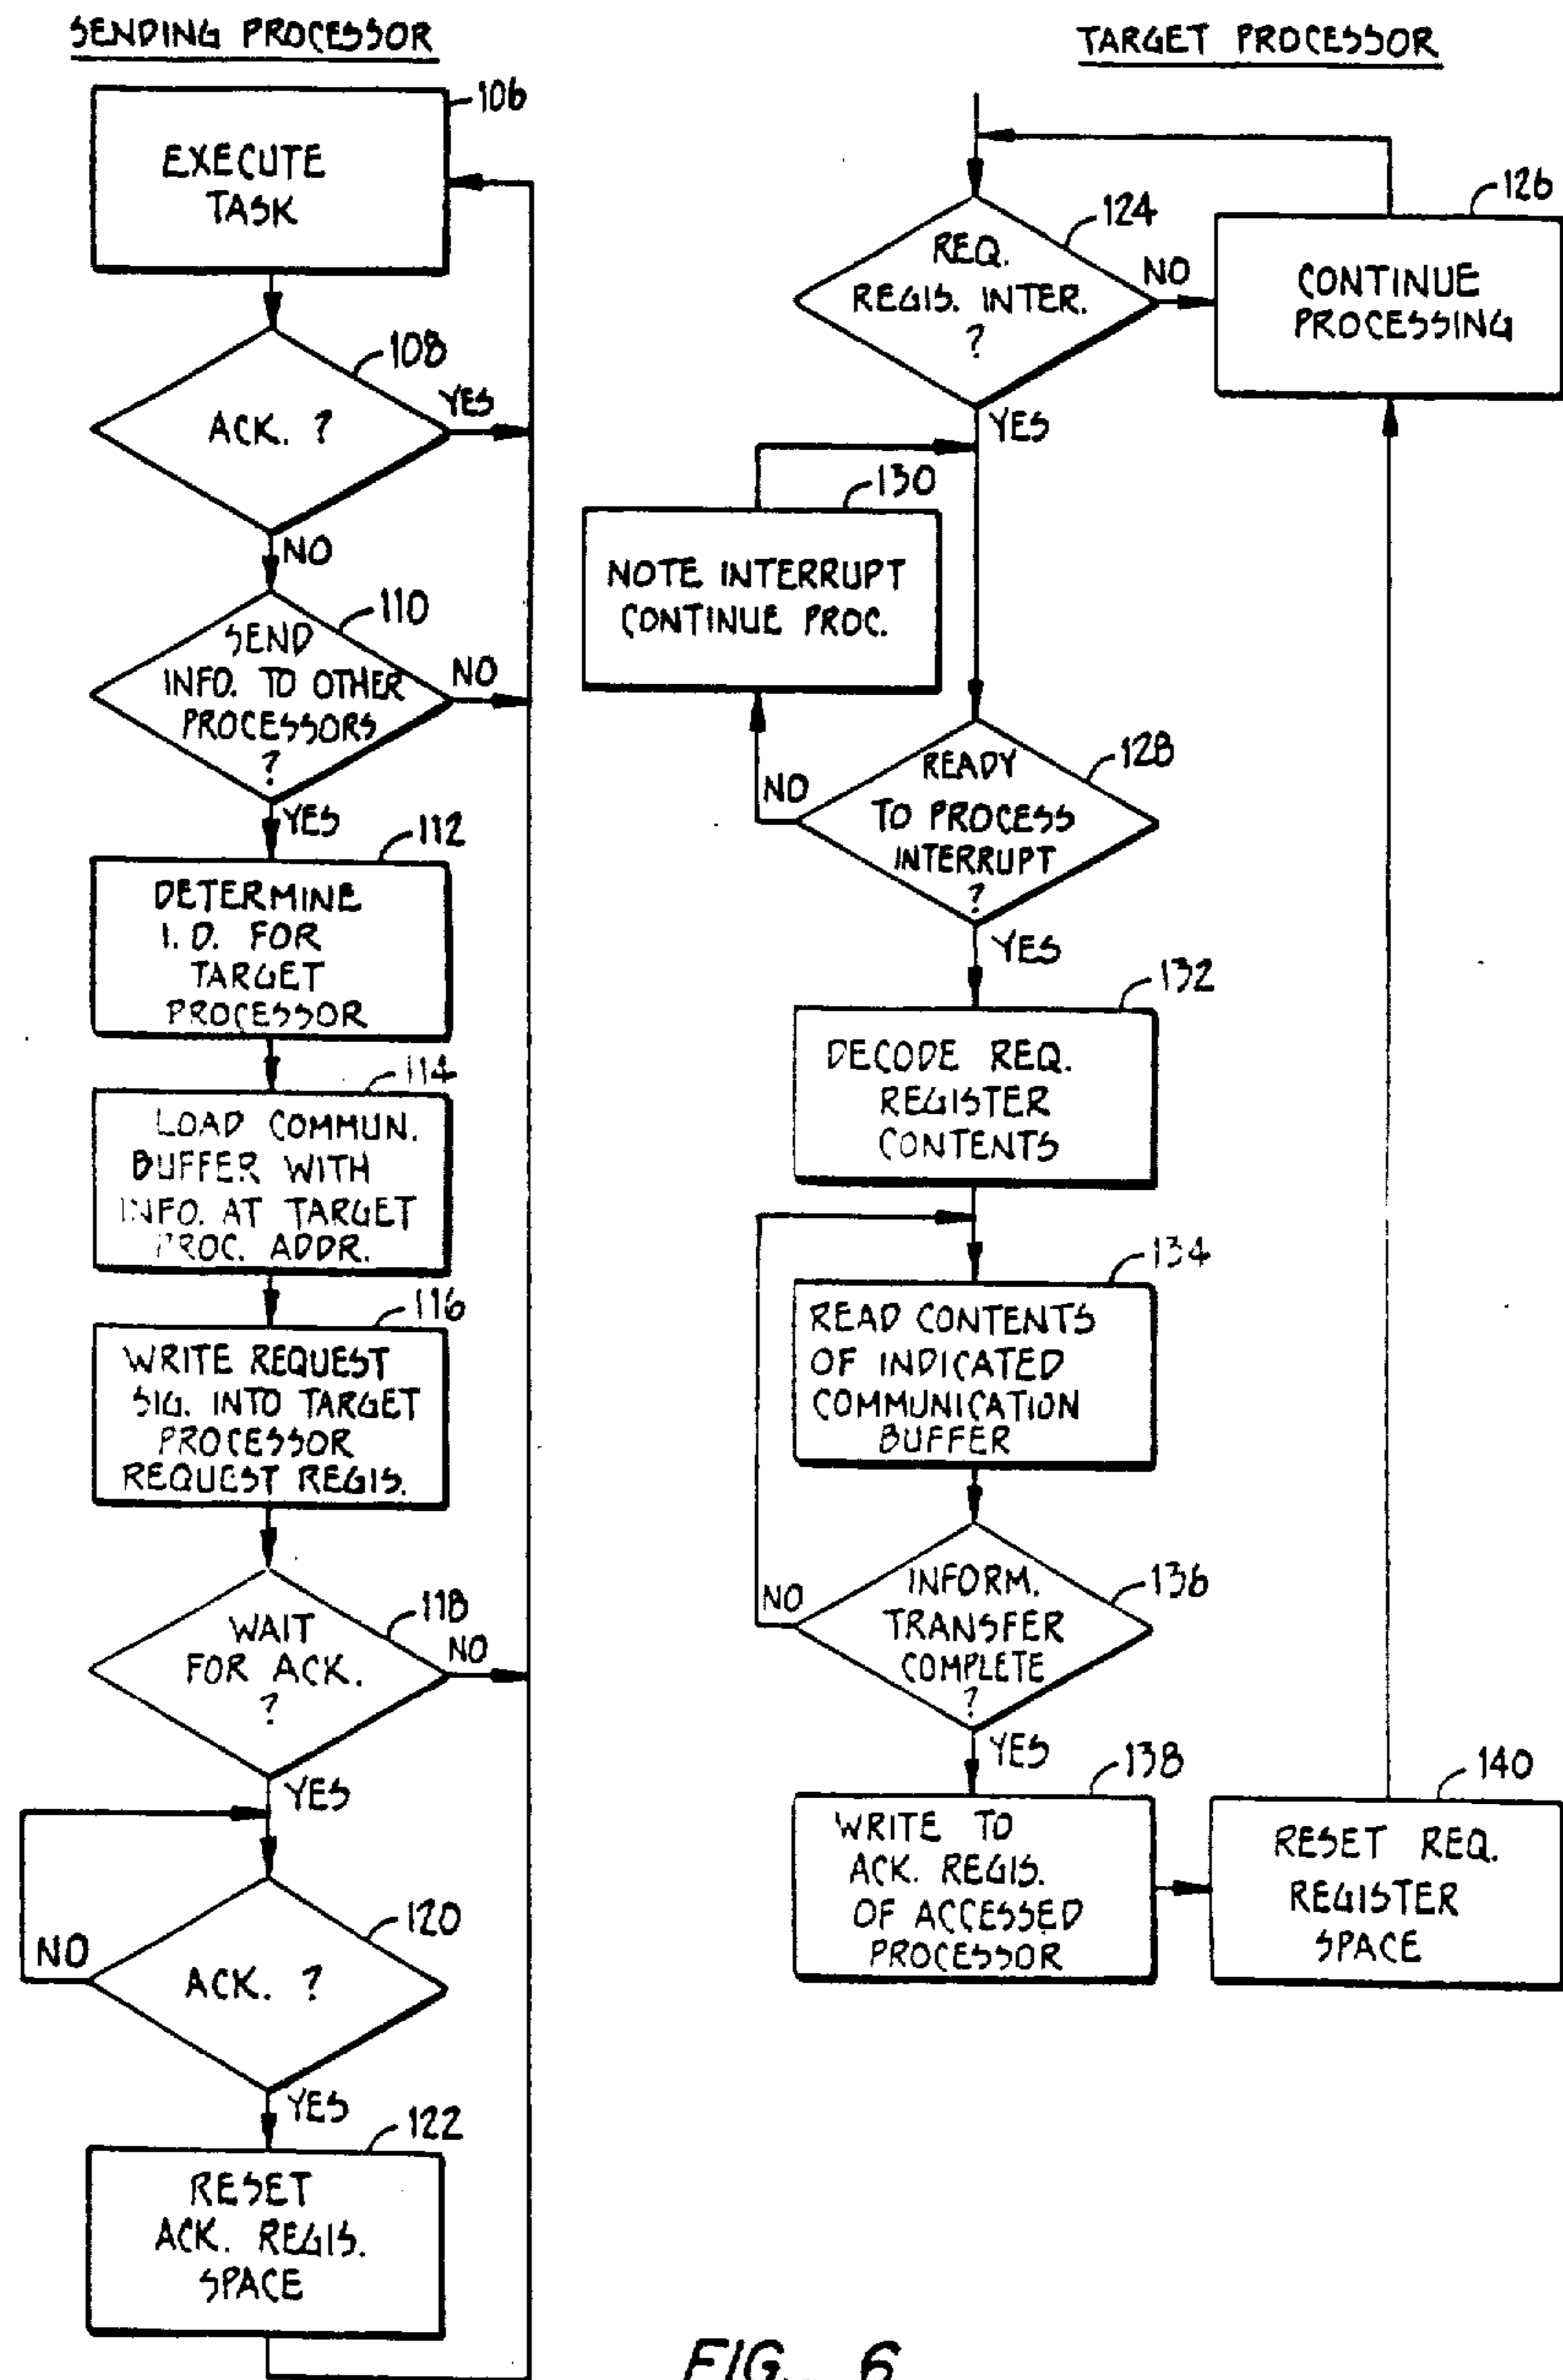 SENDING PROCESSOR
106
EXECUTE
TASK
108
ACK. ?
YES
NO
110
SEND
INFO. TO OTHER
PROCESSORS
?
NO
YES
112
DETERMINE
I.D. FOR
TARGET
PROCESSOR
114
LOAD COMMUN.
BUFFER WITH
INFO. AT TARGET
PROC. ADDR.
116
WRITE REQUEST
SIG. INTO TARGET
PROCESSOR
REQUEST REGIS.
118
WAIT
FOR ACK.
?
NO
YES
120
NO
ACK. ?
YES
122
RESET
ACK. REGIS.
SPACE
TARGET PROCESSOR
124
REQ.
REGIS. INTER.
?
NO
126
CONTINUE
PROCESSING
YES
130
NOTE INTERRUPT
CONTINUE PROC.
128
READY
TO PROCESS
INTERRUPT
?
NO
YES
132
DECODE REQ.
REGISTER
CONTENTS
134
READ CONTENTS
OF INDICATED
COMMUNICATION
BUFFER
136
INFORM.
TRANSFER
COMPLETE
?
NO
YES
138
WRITE TO
ACK. REGIS.
OF ACCESSED
PROCESSOR
140
RESET REQ.
REGISTER
SPACE
FIG. 6